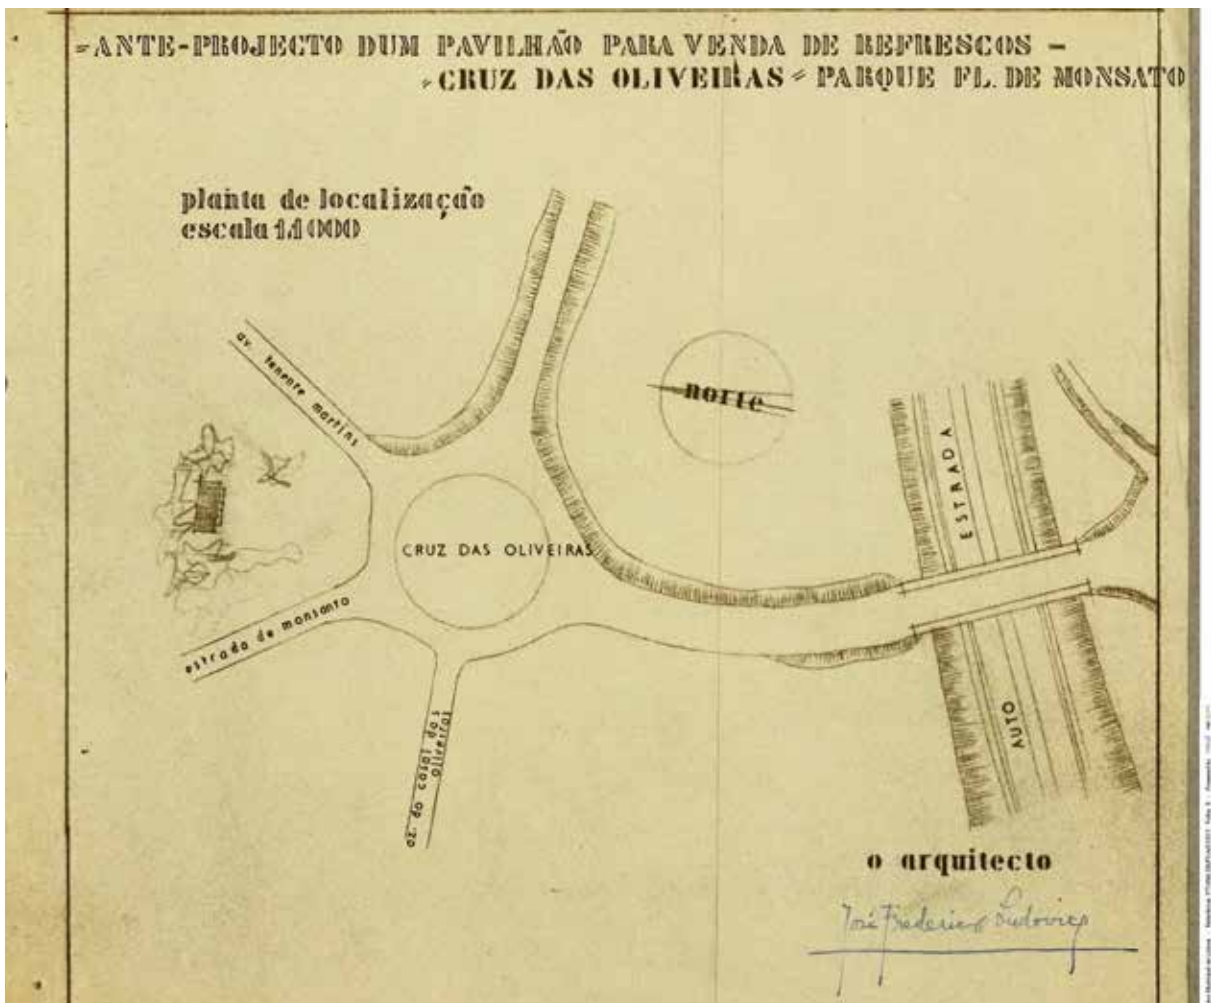 =ANTE-PROJECTO DUM PAVILHÃO PARA VENDA DE REFRESCOS -
=CRUZ DAS OLIVEIRAS= PARQUE FL. DE MONSATO
planta de localização
escala 1.1000
av. tenente martins
norte
ESTRADA
CRUZ DAS OLIVEIRAS
estrada de monsanto
az. do casal das
oliveiras
AUTO
o arquitecto
José Frederico Ludovice